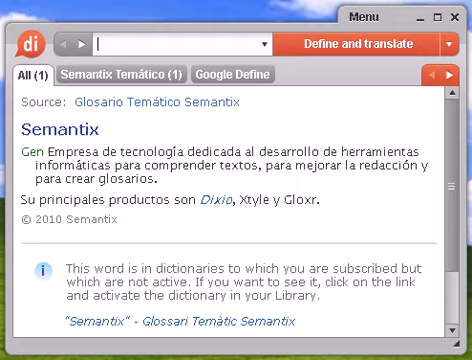 Menu
di
Define and translate
All (1)
Semantix Temático (1)
Google Define
Source: Glosario Temático Semantix
Semantix
Gen Empresa de tecnología dedicada al desarrollo de herramientas
informáticas para comprender textos, para mejorar la redacción y
para crear glosarios.
Su principales productos son Dixio, Xtyle y Gloxr.
© 2010 Semantix
i
This word is in dictionaries to which you are subscribed but
which are not active. If you want to see it, click on the link
and activate the dictionary in your Library.
"Semantix" - Glossari Temàtic Semantix